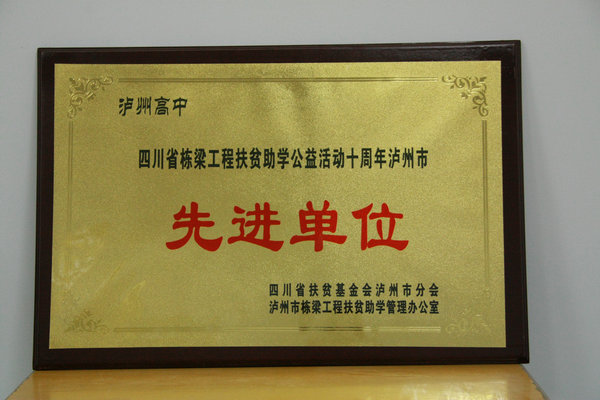 泸州高中
四川省栋梁工程扶贫助学公益活动十周年泸州市
先进单位
四川省扶贫基金会泸州市分会
泸州市栋梁工程扶贫助学管理办公室